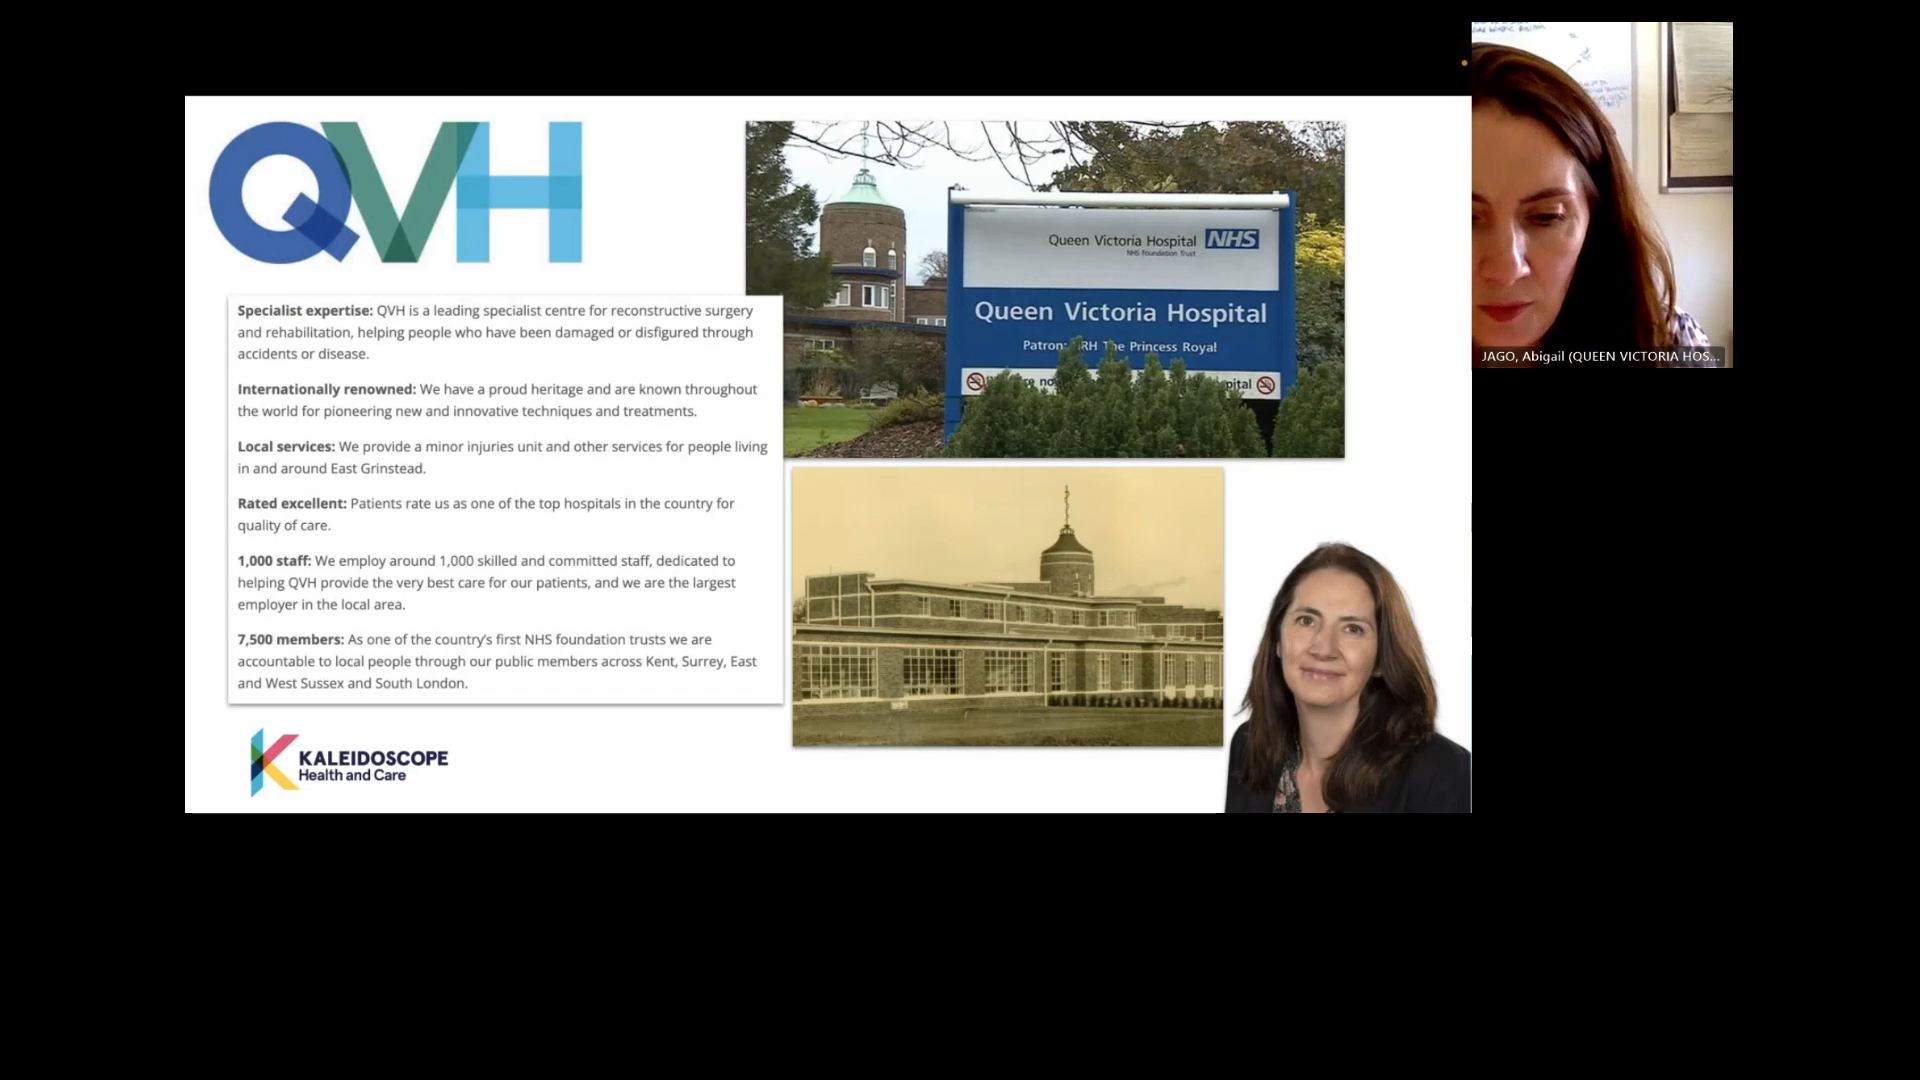 QVH
Specialist expertise: QVH is a leading specialist centre for reconstructive surgery
and rehabilitation, helping people who have been damaged or disfigured through
accidents or disease.
Internationally renowned: We have a proud heritage and are known throughout
the world for pioneering new and innovative techniques and treatments.
Local services: We provide a minor injuries unit and other services for people living
in and around East Grinstead.
Rated excellent: Patients rate us as one of the top hospitals in the country for
quality of care.
1,000 staff: We employ around 1,000 skilled and committed staff, dedicated to
helping QVH provide the very best care for our patients, and we are the largest
employer in the local area.
7,500 members: As one of the country's first NHS foundation trusts we are
accountable to local people through our public members across Kent, Surrey, East
and West Sussex and South London.
KALEIDOSCOPE
Health and Care
Queen Victoria Hospital NHS
NHS Foundation Trust
Queen Victoria Hospital
Patron: HRH The Princess Royal
JAGO, Abigail (QUEEN VICTORIA HOS...